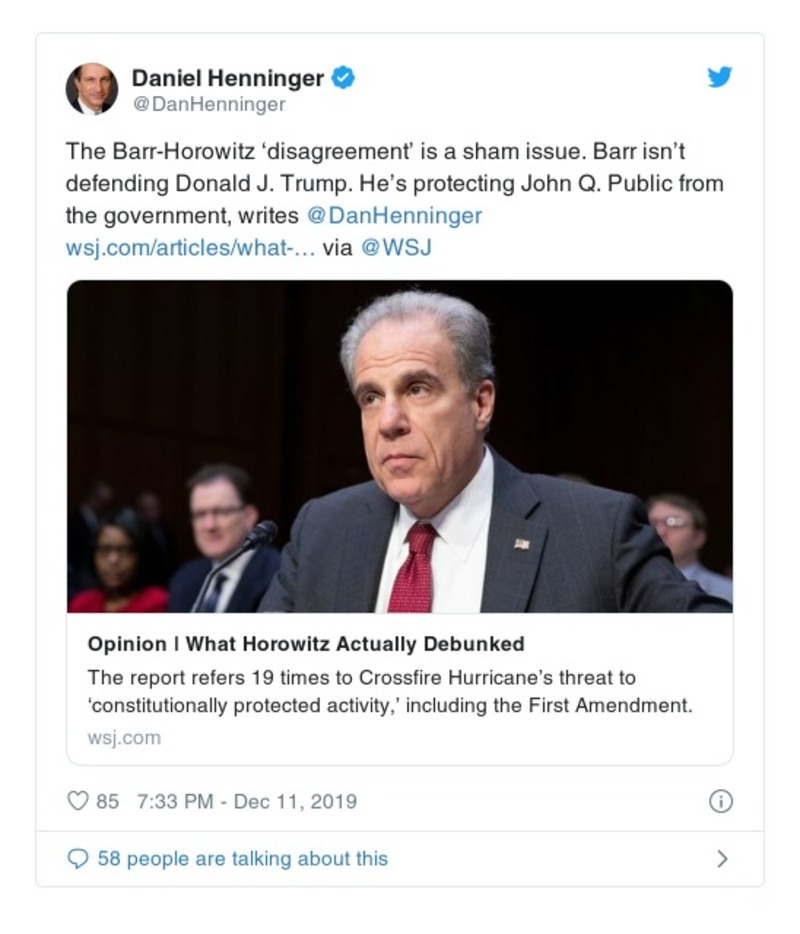 Daniel Henninger
@DanHenninger
The Barr-Horowitz ‘disagreement’ is a sham issue. Barr isn’t
defending Donald J. Trump. He’s protecting John Q. Public from
the government, writes @DanHenninger
wsj.com/articles/what-… via @WSJ
Opinion | What Horowitz Actually Debunked
The report refers 19 times to Crossfire Hurricane’s threat to
‘constitutionally protected activity,’ including the First Amendment.
wsj.com
85 7:33 PM - Dec 11, 2019
58 people are talking about this